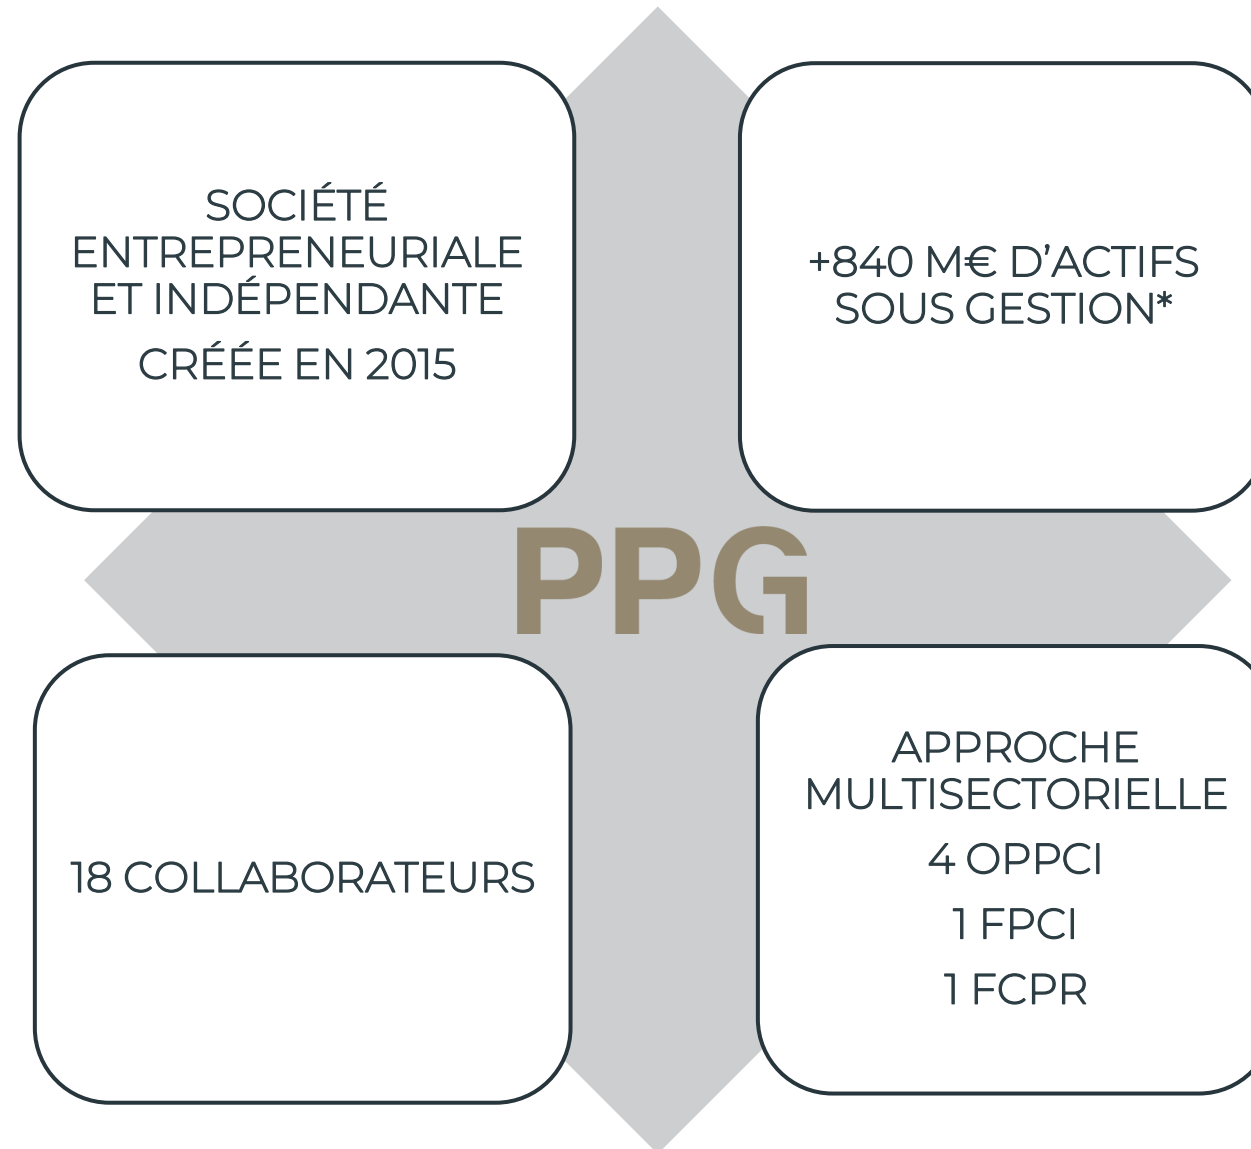 SOCIÉTÉ
ENTREPRENEURIALE
ET INDÉPENDANTE
CRÉÉE EN 2015
+840 M€ D’ACTIFS
SOUS GESTION*
PPG
18 COLLABORATEURS
APPROCHE
MULTISECTORIELLE
4 OPPCI
1 FPCI
1 FCPR